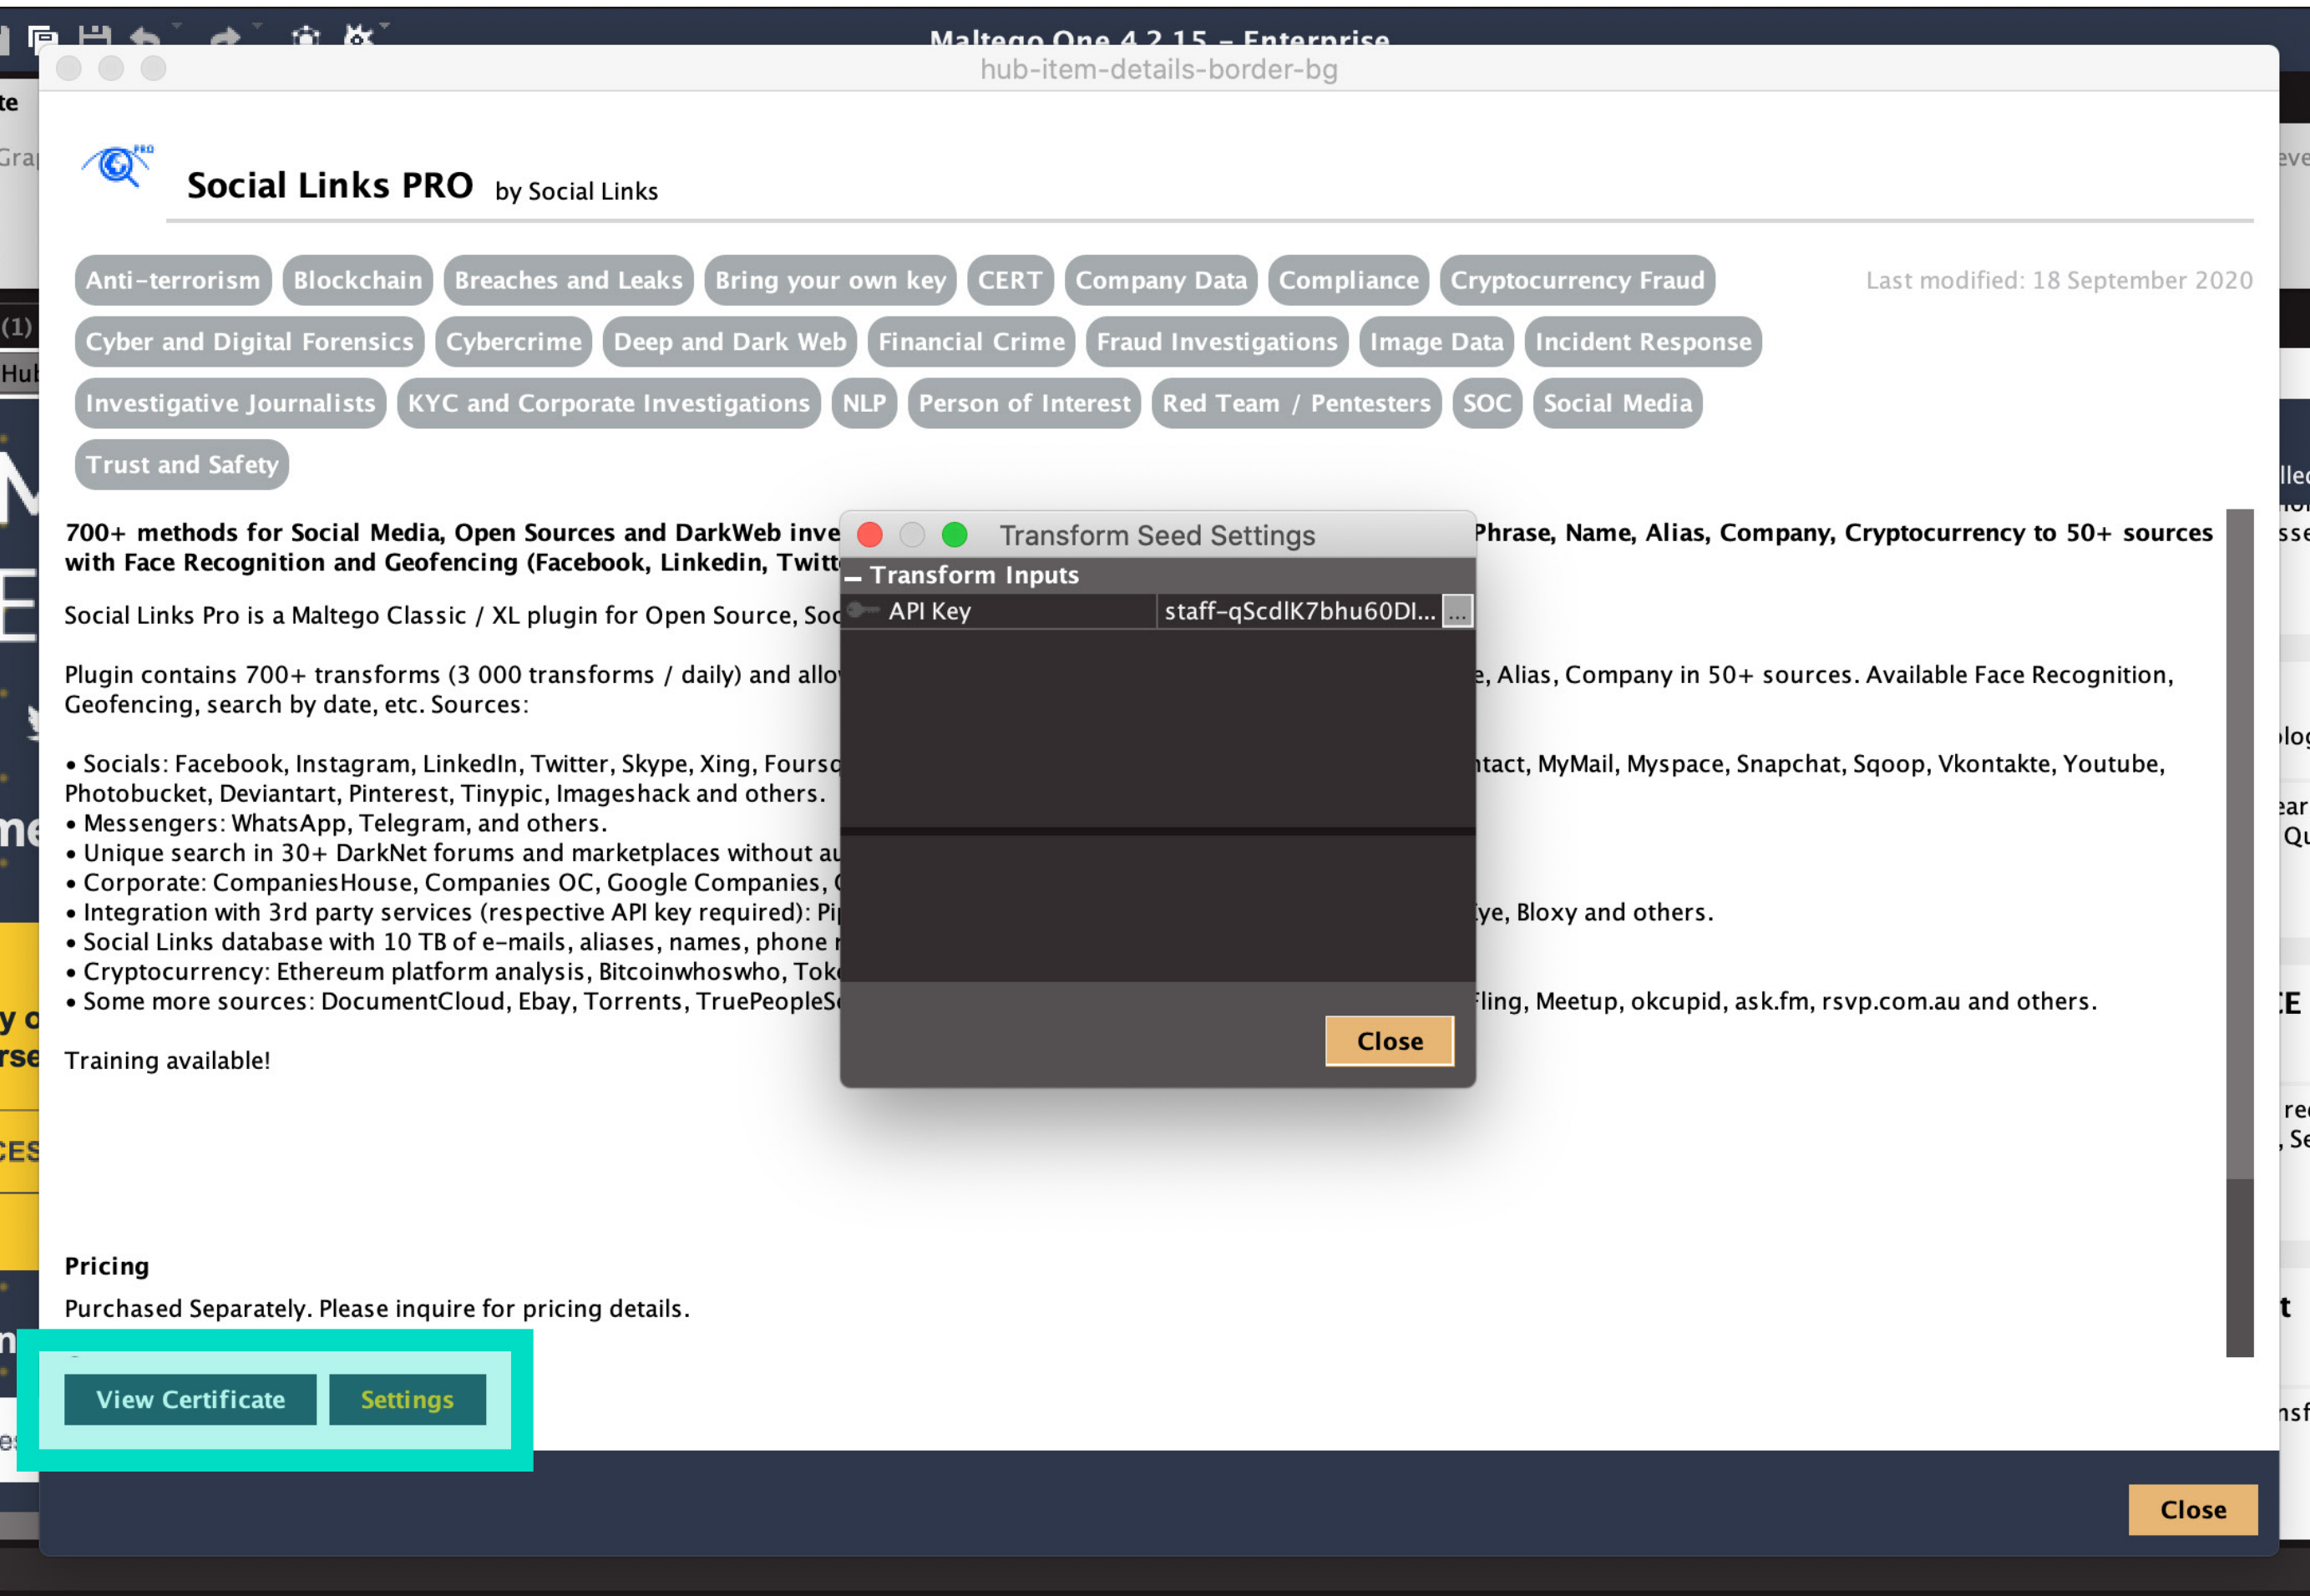 Maltego One 4.2.15 – Enterprise
hub-item-details-border-bg
PRO
Social Links PRO by Social Links
Anti-terrorism Blockchain Breaches and Leaks Bring your own key CERT Company Data Compliance Cryptocurrency Fraud
Last modified: 18 September 2020
Cyber and Digital Forensics Cybercrime Deep and Dark Web Financial Crime Fraud Investigations Image Data Incident Response
Investigative Journalists KYC and Corporate Investigations NLP Person of Interest Red Team / Pentesters SOC Social Media
Trust and Safety
700+ methods for Social Media, Open Sources and DarkWeb inve
Phrase, Name, Alias, Company, Cryptocurrency to 50+ sources
with Face Recognition and Geofencing (Facebook, Linkedin, Twitt
Social Links Pro is a Maltego Classic / XL plugin for Open Source, Soc
Plugin contains 700+ transforms (3 000 transforms / daily) and allo
e, Alias, Company in 50+ sources. Available Face Recognition,
Geofencing, search by date, etc. Sources:
• Socials: Facebook, Instagram, LinkedIn, Twitter, Skype, Xing, Foursq
ntact, MyMail, Myspace, Snapchat, Sqoop, Vkontakte, Youtube,
Photobucket, Deviantart, Pinterest, Tinypic, Imageshack and others.
• Messengers: WhatsApp, Telegram, and others.
• Unique search in 30+ DarkNet forums and marketplaces without au
• Corporate: CompaniesHouse, Companies OC, Google Companies,
• Integration with 3rd party services (respective API key required): Pi
ye, Bloxy and others.
• Social Links database with 10 TB of e-mails, aliases, names, phone
• Cryptocurrency: Ethereum platform analysis, Bitcoinwhoswho, Tok
• Some more sources: DocumentCloud, Ebay, Torrents, TruePeopleS
Fling, Meetup, okcupid, ask.fm, rsvp.com.au and others.
Training available!
Transform Seed Settings
Transform Inputs
API Key staff-qScdlK7bhu60DI... ...
Close
Pricing
Purchased Separately. Please inquire for pricing details.
View Certificate Settings
Close